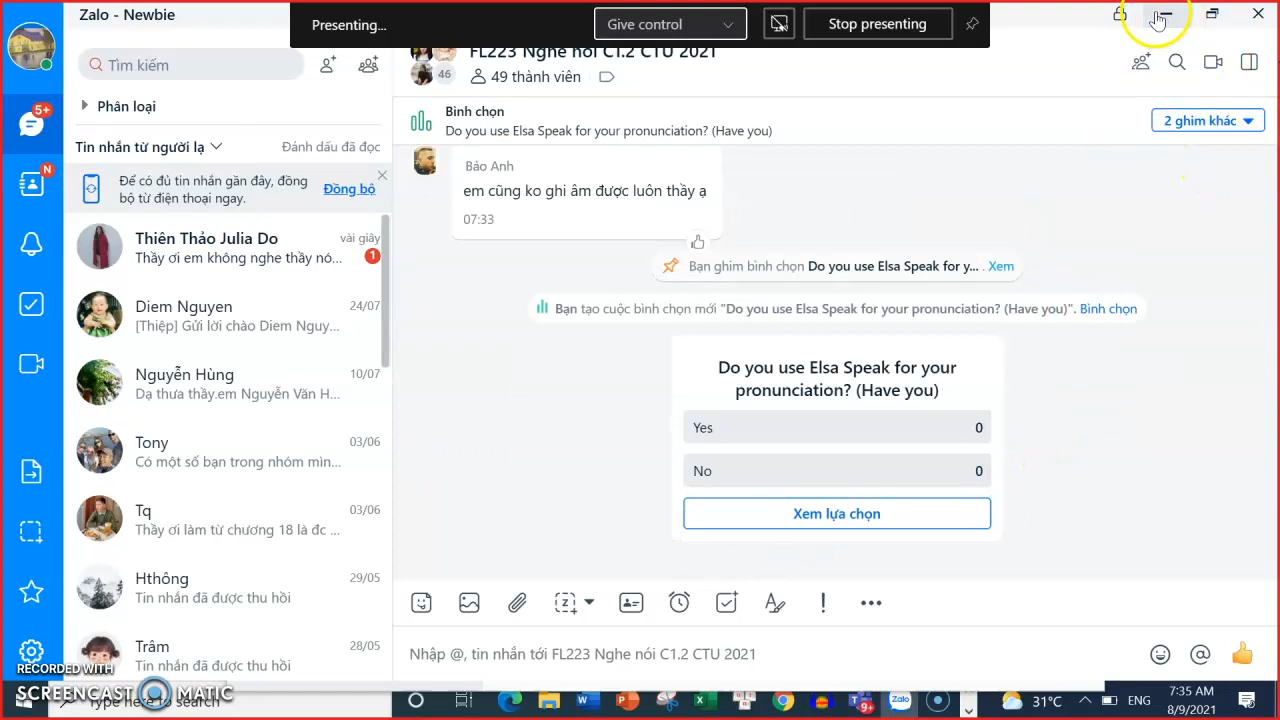 Zalo - Newbie
Presenting...
Give control
Stop presenting
Tìm kiếm
FL223 Nghe nói C1.2 CTU 2021
46
49 thành viên
5+
Phân loại
Bình chọn
Do you use Elsa Speak for your pronunciation? (Have you)
2 ghim khác
Tin nhắn từ người lạ
Đánh dấu đã đọc
N
Để có đủ tin nhắn gần đây, đồng
bộ từ điện thoại ngay.
Đồng bộ
Bảo Anh
em cũng ko ghi âm được luôn thầy ạ
07:33
Thiên Thảo Julia Do
vài giây
Thầy ơi em không nghe thầy nó...
1
Bạn ghim bình chọn Do you use Elsa Speak for y... . Xem
Bạn tạo cuộc bình chọn mới "Do you use Elsa Speak for your pronunciation? (Have you)". Bình chọn
Diem Nguyen
24/07
[Thiệp] Gửi lời chào Diem Nguy...
Do you use Elsa Speak for your
pronunciation? (Have you)
Yes 0
No 0
Xem lựa chọn
Nguyễn Hùng
10/07
Dạ thưa thầy.em Nguyễn Văn H...
Tony
03/06
Có một số bạn trong nhóm mìn...
Tq
03/06
Thầy ơi làm từ chương 18 là đc ...
Hthông
29/05
Tin nhắn đã được thu hồi
Trâm
28/05
Tin nhắn đã được thu hồi
Nhập @, tin nhắn tới FL223 Nghe nói C1.2 CTU 2021
RECORDED WITH
SCREENCAST MATIC
Type here to search
9+
Zalo
31°C
ENG
7:35 AM
8/9/2021